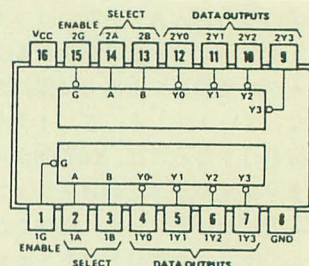 ENABLE SELECT DATA OUTPUTS
VCC 2G 2A 2B 2Y0 2Y1 2Y2 2Y3
16 15 14 13 12 11 10 9
G A B Y0 Y1 Y2
Y3
G
A B Y0 Y1 Y2 Y3
1 2 3 4 5 6 7 8
1G 1A 1B 1Y0 1Y1 1Y2 1Y3 GND
ENABLE
SELECT DATA OUTPUTS